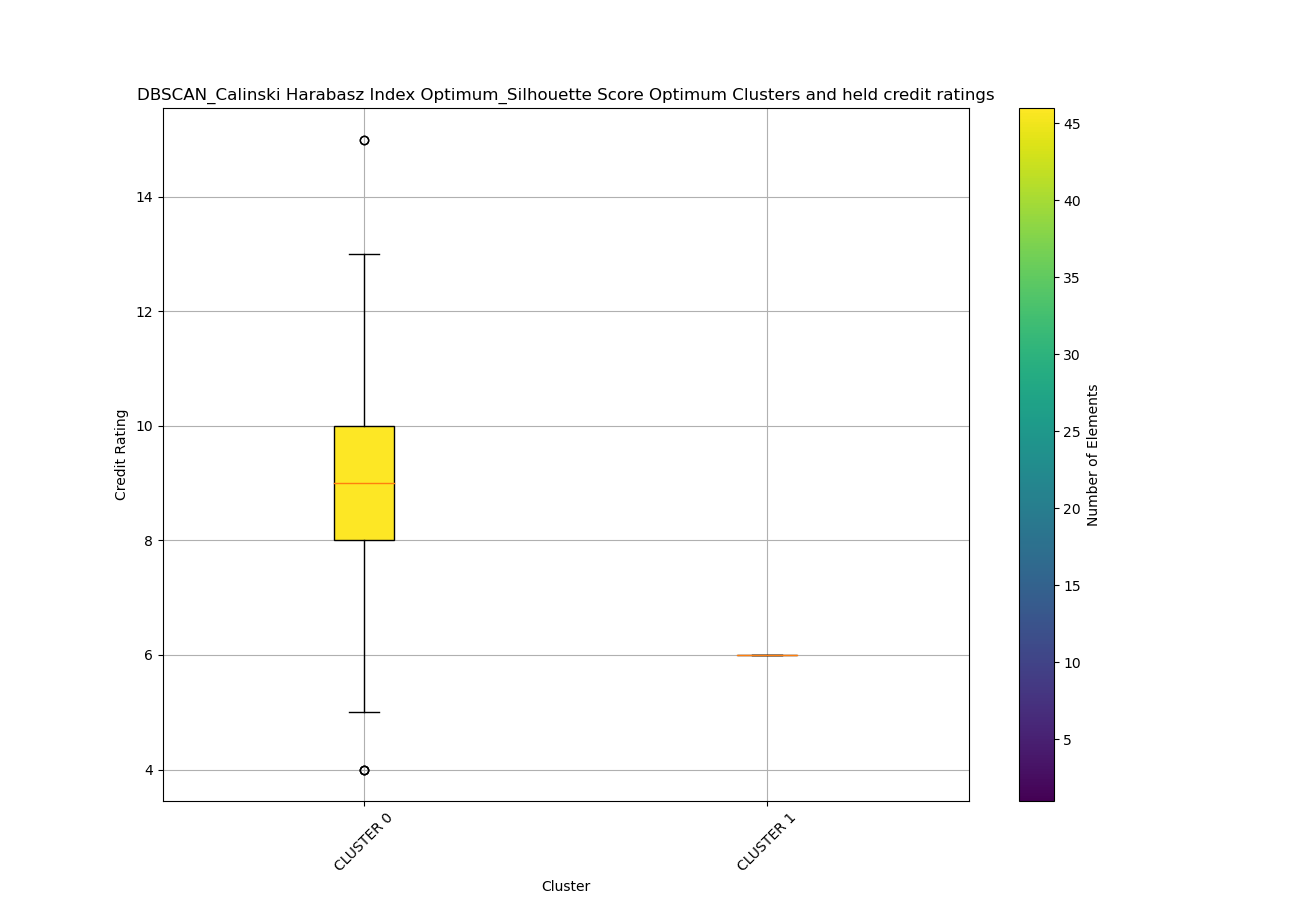 DBSCAN_Calinski Harabasz Index Optimum_Silhouette Score Optimum Clusters and held credit ratings
14
12
10
8
6
4
Credit Rating
CLUSTER 0
CLUSTER 1
Cluster
45
40
35
30
25
20
15
10
5
Number of Elements